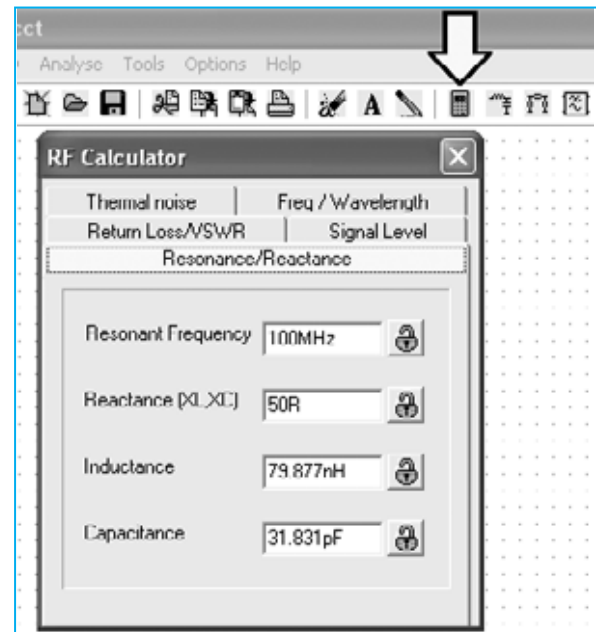 cct
Analyse Tools Options Help
A
RF Calculator
Thermal noise Freq / Wavelength
Return Loss/VSWR Signal Level
Resonance/Reactance
Resonant Frequency 100MHz
Reactance (XL,XC) 50R
Inductance 79.877nH
Capacitance 31.831pF